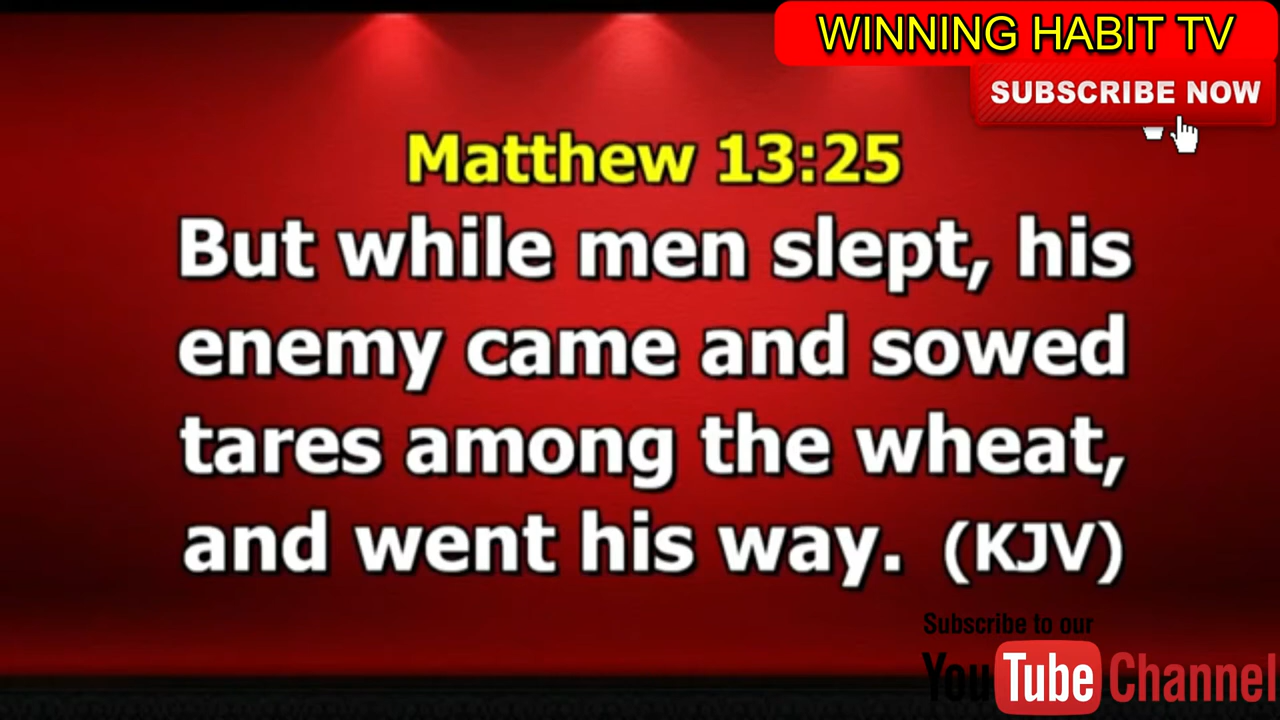 WINNING HABIT TV
SUBSCRIBE NOW
Matthew 13:25
But while men slept, his
enemy came and sowed
tares among the wheat,
and went his way. (KJV)
Subscribe to our
YouTube Channel